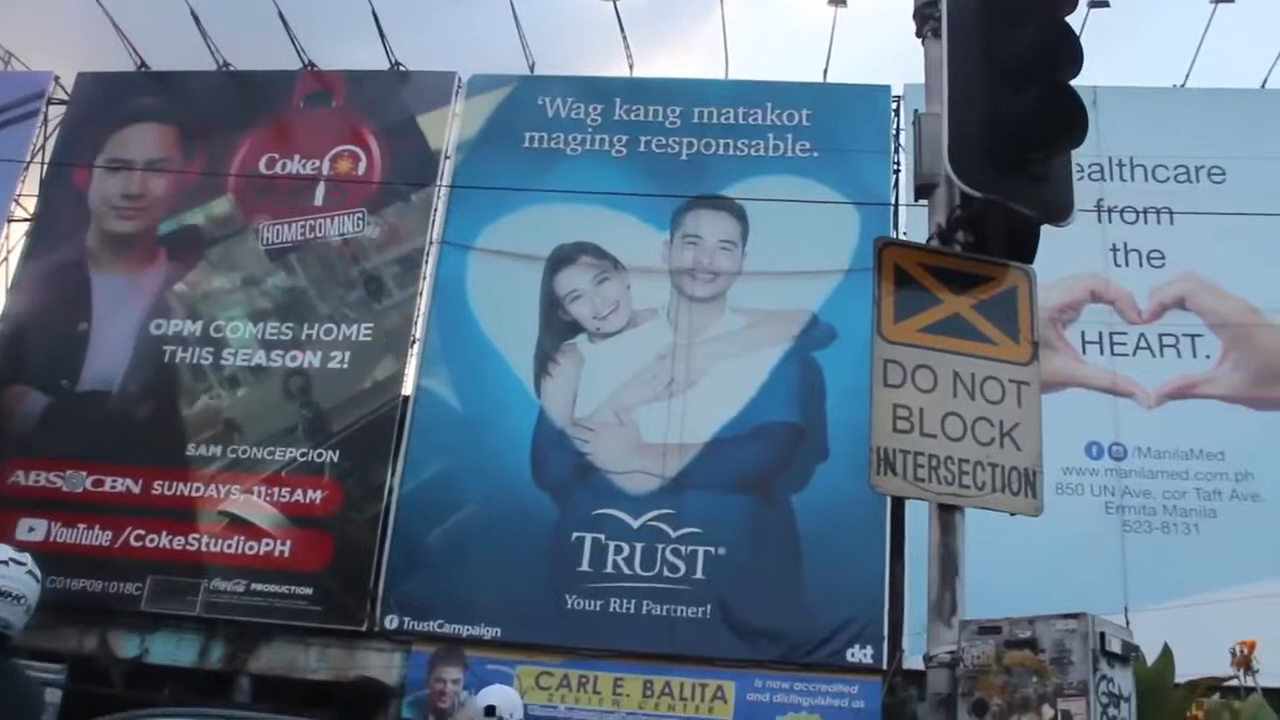 Coke
HOMECOMING
OPM COMES HOME
THIS SEASON 2!
SAM CONCEPCION
ABS CBN SUNDAYS, 11:15AM
YouTube /CokeStudioPH
C016P091018C
Coca-Cola PRODUCTION
'Wag kang matakot
maging responsable.
TRUST®
Your RH Partner!
f TrustCampaign
dkt
CARL E. BALITA
REVIEW CENTER
is now accredited
and distinguished as
DO NOT
BLOCK
INTERSECTION
ealthcare
from
the
HEART.
f /ManilaMed
www.manilamed.com.ph
850 UN Ave. cor Taft Ave.
Ermita Manila
523-8131